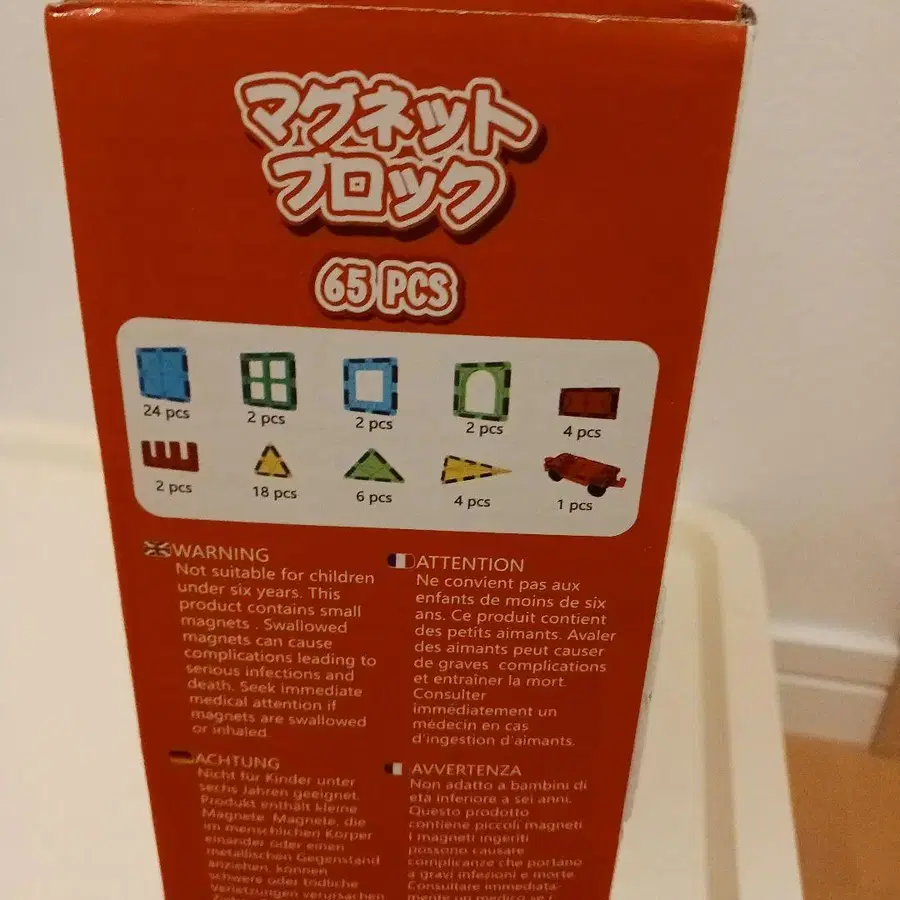 マグネット
ブロック
65 PCS
24 pcs
2 pcs
2 pcs
2 pcs
4 pcs
2 pcs
18 pcs
6 pcs
4 pcs
1 pcs
WARNING
Not suitable for children
under six years. This
product contains small
magnets . Swallowed
magnets can cause
complications leading to
serious infections and
death. Seek immediate
medical attention if
magnets are swallowed
or inhaled.
ATTENTION
Ne convient pas aux
enfants de moins de six
ans. Ce produit contient
des petits aimants. Avaler
des aimants peut causer
de graves complications
et entraîner la mort.
Consulter
immédiatement un
médecin en cas
d'ingestion d'aimants.
ACHTUNG
Nicht für Kinder unter
sechs Jahren geeignet.
Produkt enthält kleine
Magnete. Magnete, die
im menschlichen Körper
einander oder einen
metallischen Gegenstand
anziehen, können
schwere oder tödliche
Verletzungen verursachen
AVVERTENZA
Non adatto a bambini di
età inferiore a sei anni.
Questo prodotto
contiene piccoli magneti
I magneti ingeriti
possono causare
complicanze che portano
a gravi infezioni e morte
Consultare immediata-
mente un medico se i